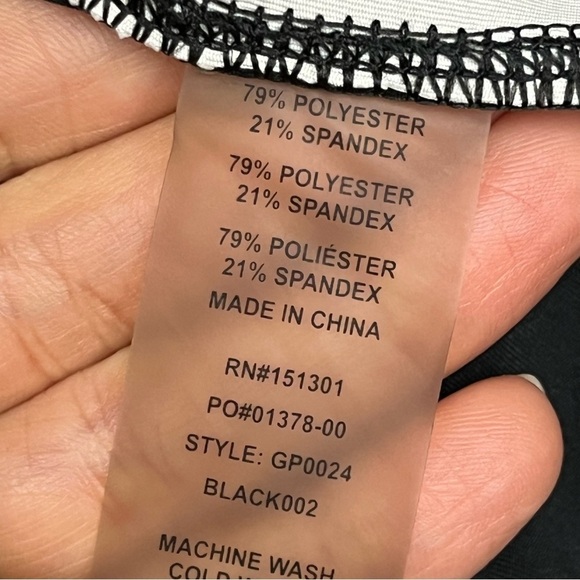 79% POLYESTER
21% SPANDEX
79% POLYESTER
21% SPANDEX
79% POLIÉSTER
21% SPANDEX
MADE IN CHINA
RN#151301
PO#01378-00
STYLE: GP0024
BLACK002
MACHINE WASH
COLD